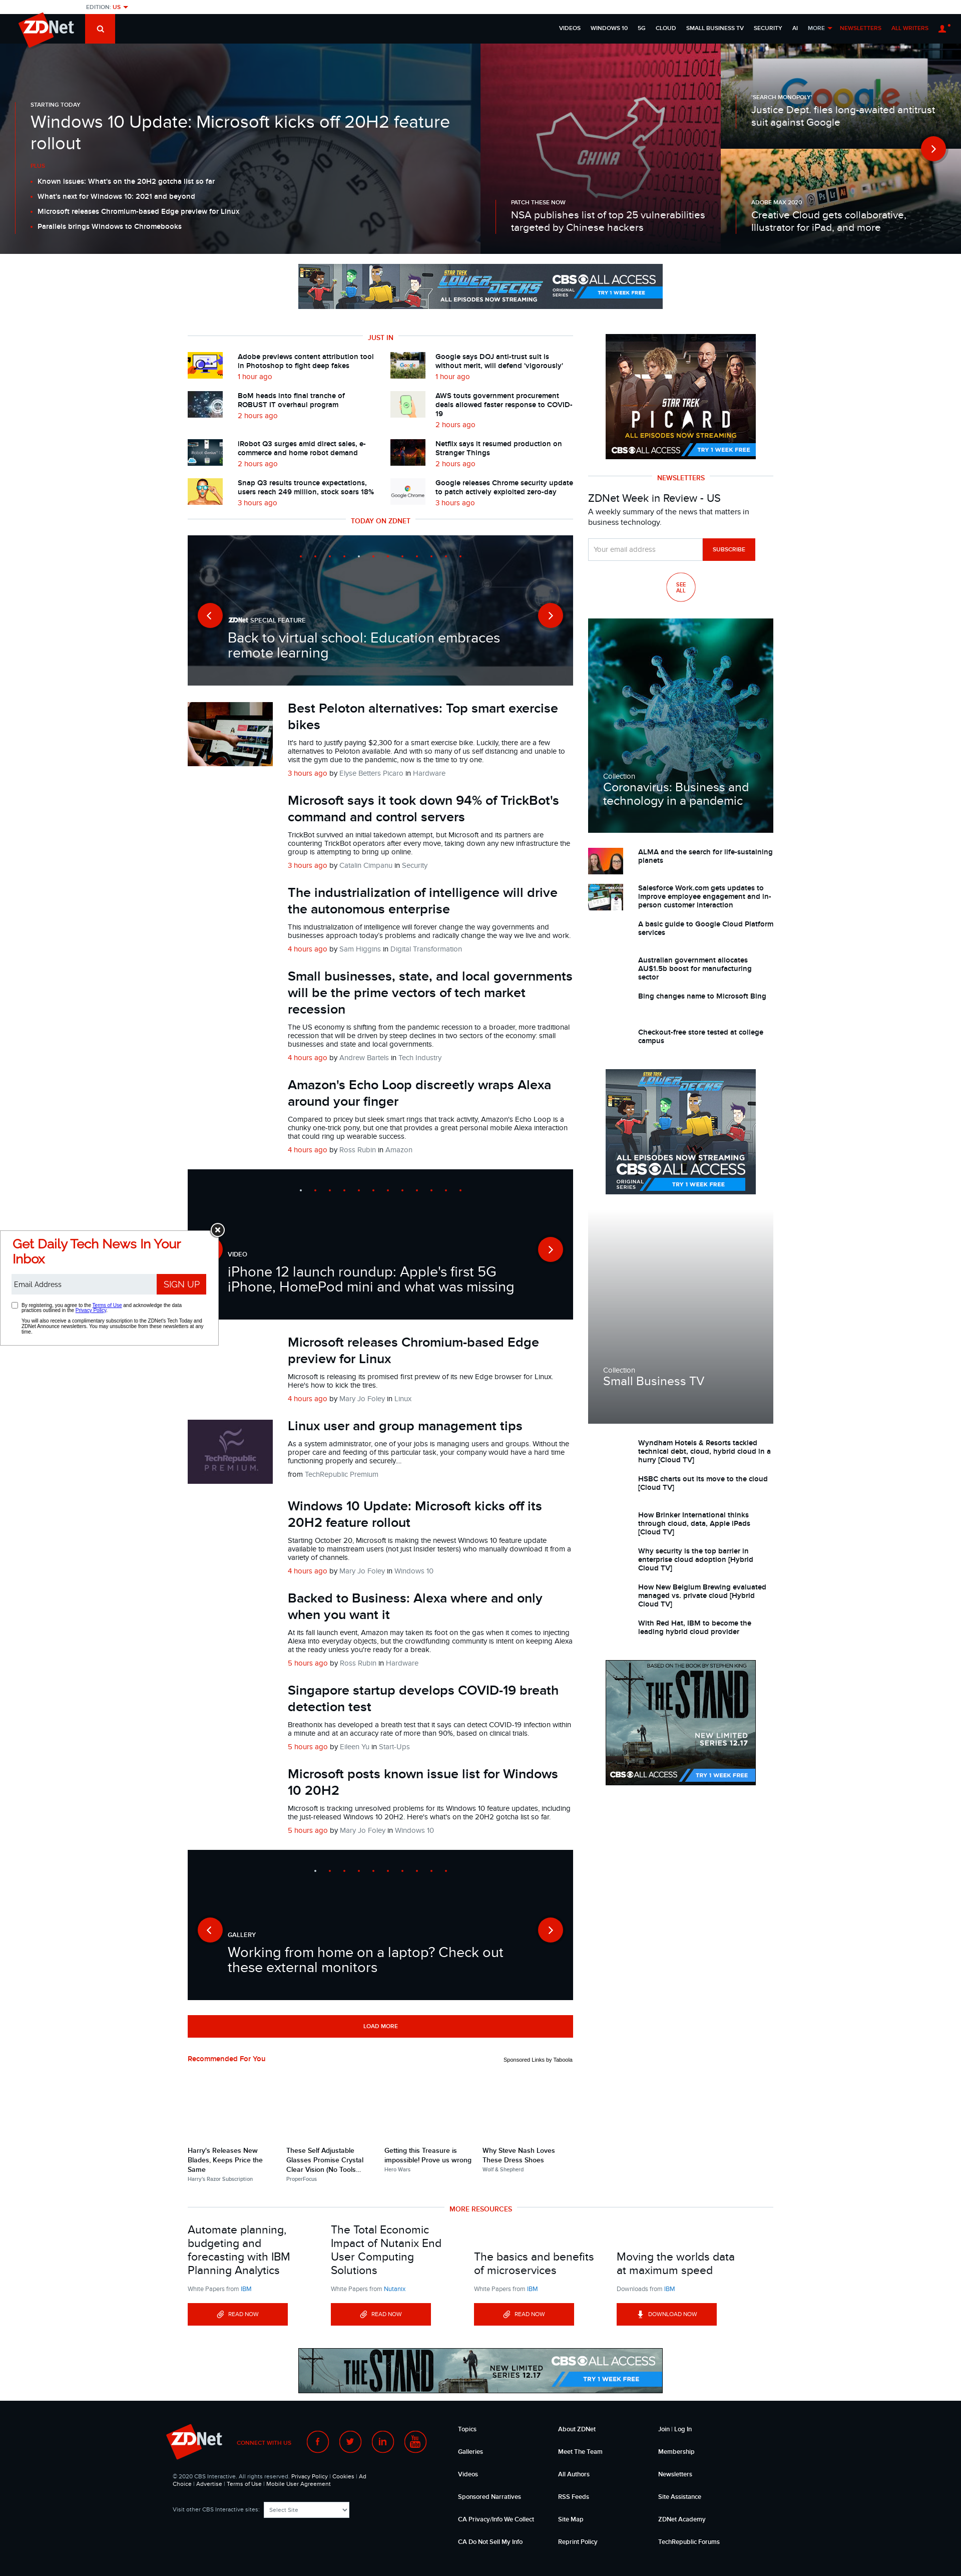 EDITION: US
ZDNet
VIDEOS WINDOWS 10 5G CLOUD SMALL BUSINESS TV SECURITY AI MORE NEWSLETTERS ALL WRITERS
STARTING TODAY
Windows 10 Update: Microsoft kicks off 20H2 feature
rollout
Known issues: What's on the 20H2 gotcha list so far
What's next for Windows 10: 2021 and beyond
Microsoft releases Chromium-based Edge preview for Linux
Parallels brings Windows to Chromebooks
CHINA
PATCH THESE NOW
NSA publishes list of top 25 vulnerabilities
targeted by Chinese hackers
Google
'SEARCH MONOPOLY'
Justice Dept. files long-awaited antitrust
suit against Google
ADOBE MAX 2020
Creative Cloud gets collaborative,
Illustrator for iPad, and more
STAR TREK
LOWER DECKS
ALL EPISODES NOW STREAMING
CBS ALL ACCESS
ORIGINAL
SERIES
TRY 1 WEEK FREE
JUST IN
Adobe previews content attribution tool
in Photoshop to fight deep fakes
1 hour ago
Google says DOJ anti-trust suit is
without merit, will defend 'vigorously'
1 hour ago
BoM heads into final tranche of
ROBUST IT overhaul program
2 hours ago
AWS touts government procurement
deals allowed faster response to COVID-
19
2 hours ago
iRobot Q3 surges amid direct sales, e-
commerce and home robot demand
2 hours ago
Netflix says it resumed production on
Stranger Things
2 hours ago
Snap Q3 results trounce expectations,
users reach 249 million, stock soars 18%
3 hours ago
Google Chrome
Google releases Chrome security update
to patch actively exploited zero-day
3 hours ago
TODAY ON ZDNET
ZDNet SPECIAL FEATURE
Back to virtual school: Education embraces
remote learning
Best Peloton alternatives: Top smart exercise
bikes
It's hard to justify paying $2,300 for a smart exercise bike. Luckily, there are a few
alternatives to Peloton available. And with so many of us self distancing and unable to
visit the gym due to the pandemic, now is the time to try one.
3 hours ago by Elyse Betters Picaro in Hardware
Microsoft says it took down 94% of TrickBot's
command and control servers
TrickBot survived an initial takedown attempt, but Microsoft and its partners are
countering TrickBot operators after every move, taking down any new infrastructure the
group is attempting to bring up online.
3 hours ago by Catalin Cimpanu in Security
The industrialization of intelligence will drive
the autonomous enterprise
This industrialization of intelligence will forever change the way governments and
businesses approach today's problems and radically change the way we live and work.
4 hours ago by Sam Higgins in Digital Transformation
Small businesses, state, and local governments
will be the prime vectors of tech market
recession
The US economy is shifting from the pandemic recession to a broader, more traditional
recession that will be driven by steep declines in two sectors of the economy: small
businesses and state and local governments.
4 hours ago by Andrew Bartels in Tech Industry
Amazon's Echo Loop discreetly wraps Alexa
around your finger
Compared to pricey but sleek smart rings that track activity, Amazon's Echo Loop is a
chunky one-trick pony, but one that provides a great personal mobile Alexa interaction
that could ring up wearable success.
4 hours ago by Ross Rubin in Amazon
VIDEO
iPhone 12 launch roundup: Apple's first 5G
iPhone, HomePod mini and what was missing
Get Daily Tech News In Your
Inbox
Email Address
SIGN UP
By registering, you agree to the Terms of Use and acknowledge the data
practices outlined in the Privacy Policy.
You will also receive a complimentary subscription to the ZDNet's Tech Today and
ZDNet Announce newsletters. You may unsubscribe from these newsletters at any
time.
Microsoft releases Chromium-based Edge
preview for Linux
Microsoft is releasing its promised first preview of its new Edge browser for Linux.
Here's how to kick the tires.
4 hours ago by Mary Jo Foley in Linux
TechRepublic
PREMIUM.
Linux user and group management tips
As a system administrator, one of your jobs is managing users and groups. Without the
proper care and feeding of this particular task, your company would have a hard time
functioning properly and securely....
from TechRepublic Premium
Windows 10 Update: Microsoft kicks off its
20H2 feature rollout
Starting October 20, Microsoft is making the newest Windows 10 feature update
available to mainstream users (not just Insider testers) who manually download it from a
variety of channels.
4 hours ago by Mary Jo Foley in Windows 10
Backed to Business: Alexa where and only
when you want it
At its fall launch event, Amazon may taken its foot on the gas when it comes to injecting
Alexa into everyday objects, but the crowdfunding community is intent on keeping Alexa
at the ready unless you're ready for a break.
5 hours ago by Ross Rubin in Hardware
Singapore startup develops COVID-19 breath
detection test
Breathonix has developed a breath test that it says can detect COVID-19 infection within
a minute and at an accuracy rate of more than 90%, based on clinical trials.
5 hours ago by Eileen Yu in Start-Ups
Microsoft posts known issue list for Windows
10 20H2
Microsoft is tracking unresolved problems for its Windows 10 feature updates, including
the just-released Windows 10 20H2. Here's what's on the 20H2 gotcha list so far.
5 hours ago by Mary Jo Foley in Windows 10
GALLERY
Working from home on a laptop? Check out
these external monitors
LOAD MORE
STAR TREK
PICARD
ALL EPISODES NOW STREAMING
CBS ALL ACCESS
TRY 1 WEEK FREE
NEWSLETTERS
ZDNet Week in Review - US
A weekly summary of the news that matters in
business technology.
Your email address
SUBSCRIBE
SEE
ALL
Collection
Coronavirus: Business and
technology in a pandemic
ALMA and the search for life-sustaining
planets
Salesforce Work.com gets updates to
improve employee engagement and in-
person customer interaction
A basic guide to Google Cloud Platform
services
Australian government allocates
AU$1.5b boost for manufacturing
sector
Bing changes name to Microsoft Bing
Checkout-free store tested at college
campus
STAR TREK
LOWER DECKS
ALL EPISODES NOW STREAMING
CBS ALL ACCESS
ORIGINAL
SERIES
TRY 1 WEEK FREE
Collection
Small Business TV
Wyndham Hotels & Resorts tackled
technical debt, cloud, hybrid cloud in a
hurry [Cloud TV]
HSBC charts out its move to the cloud
[Cloud TV]
How Brinker International thinks
through cloud, data, Apple iPads
[Cloud TV]
Why security is the top barrier in
enterprise cloud adoption [Hybrid
Cloud TV]
How New Belgium Brewing evaluated
managed vs. private cloud [Hybrid
Cloud TV]
With Red Hat, IBM to become the
leading hybrid cloud provider
BASED ON THE BOOK BY STEPHEN KING
THE STAND
NEW LIMITED
SERIES 12.17
CBS ALL ACCESS
TRY 1 WEEK FREE
Recommended For You
Sponsored Links by Taboola
Harry's Releases New
Blades, Keeps Price the
Same
Harry's Razor Subscription
These Self Adjustable
Glasses Promise Crystal
Clear Vision (No Tools...
ProperFocus
Getting this Treasure is
impossible! Prove us wrong
Hero Wars
Why Steve Nash Loves
These Dress Shoes
Wolf & Shepherd
MORE RESOURCES
Automate planning,
budgeting and
forecasting with IBM
Planning Analytics
White Papers from IBM
READ NOW
The Total Economic
Impact of Nutanix End
User Computing
Solutions
White Papers from Nutanix
READ NOW
The basics and benefits
of microservices
White Papers from IBM
READ NOW
Moving the worlds data
at maximum speed
Downloads from IBM
DOWNLOAD NOW
THE STAND
NEW LIMITED
SERIES 12.17
CBS ALL ACCESS
TRY 1 WEEK FREE
ZDNet
CONNECT WITH US
© 2020 CBS Interactive. All rights reserved. Privacy Policy | Cookies | Ad
Choice | Advertise | Terms of Use | Mobile User Agreement
Visit other CBS Interactive sites: Select Site
Topics
Galleries
Videos
Sponsored Narratives
CA Privacy/Info We Collect
CA Do Not Sell My Info
About ZDNet
Meet The Team
All Authors
RSS Feeds
Site Map
Reprint Policy
Join | Log In
Membership
Newsletters
Site Assistance
ZDNet Academy
TechRepublic Forums